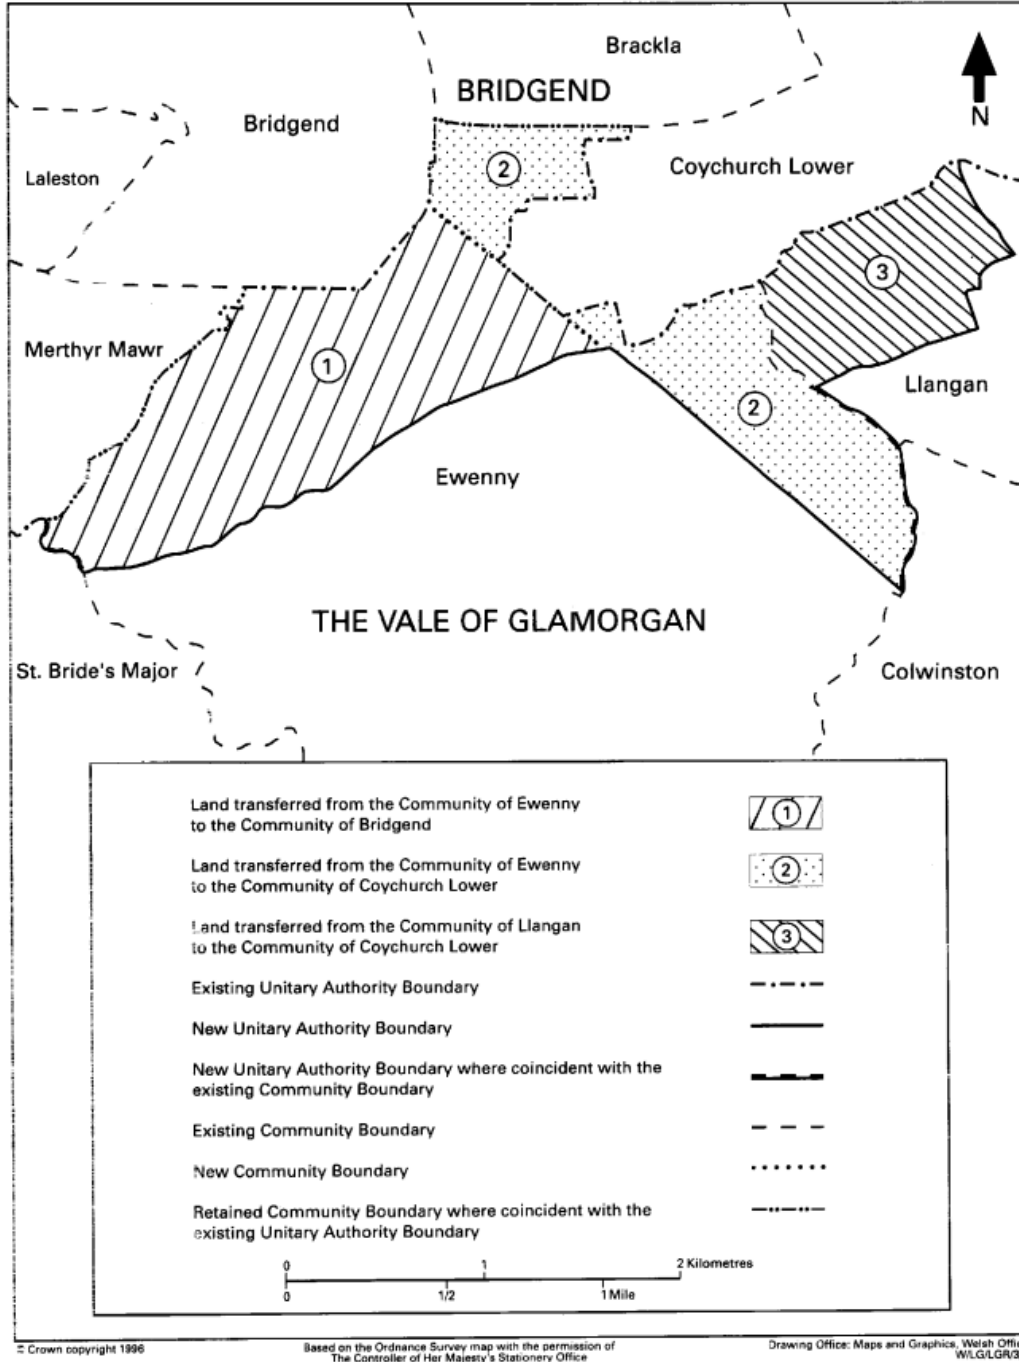 Brackla
BRIDGEND
Bridgend
N
Coychurch Lower
Laleston
2
3
Merthyr Mawr
1
Llangan
2
Ewenny
THE VALE OF GLAMORGAN
St. Bride's Major
Colwinston
Land transferred from the Community of Ewenny
to the Community of Bridgend
1
Land transferred from the Community of Ewenny
to the Community of Coychurch Lower
2
Land transferred from the Community of Llangan
to the Community of Coychurch Lower
3
Existing Unitary Authority Boundary
New Unitary Authority Boundary
New Unitary Authority Boundary where coincident with the
existing Community Boundary
Existing Community Boundary
New Community Boundary
Retained Community Boundary where coincident with the
existing Unitary Authority Boundary
0 1 2 Kilometres
0 1/2 1 Mile
© Crown copyright 1996
Based on the Ordnance Survey map with the permission of
The Controller of Her Majesty's Stationery Office
Drawing Office: Maps and Graphics, Welsh Offi
W/LG/LGR/3